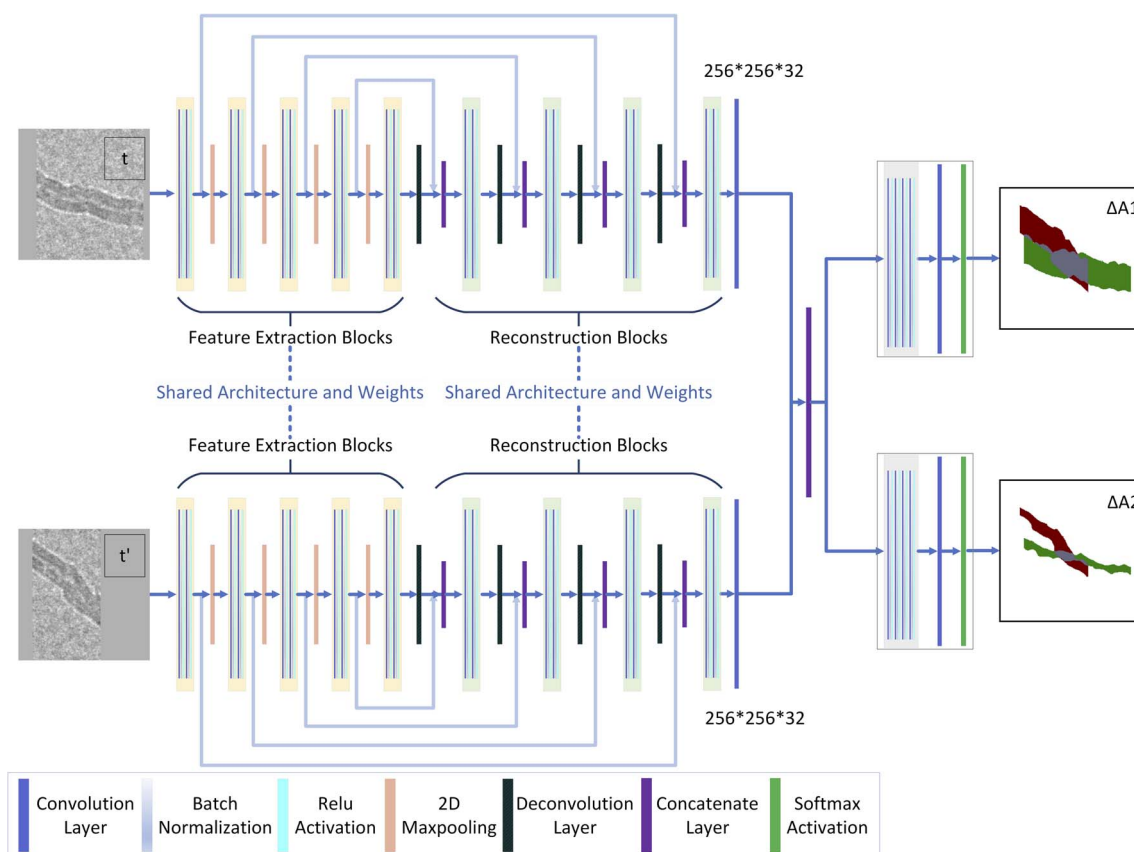 256*256*32
t
ΔA1
Feature Extraction Blocks
Reconstruction Blocks
Shared Architecture and Weights
Shared Architecture and Weights
Feature Extraction Blocks
Reconstruction Blocks
t'
ΔA2
256*256*32
Convolution
Layer
Batch
Normalization
Relu
Activation
2D
Maxpooling
Deconvolution
Layer
Concatenate
Layer
Softmax
Activation